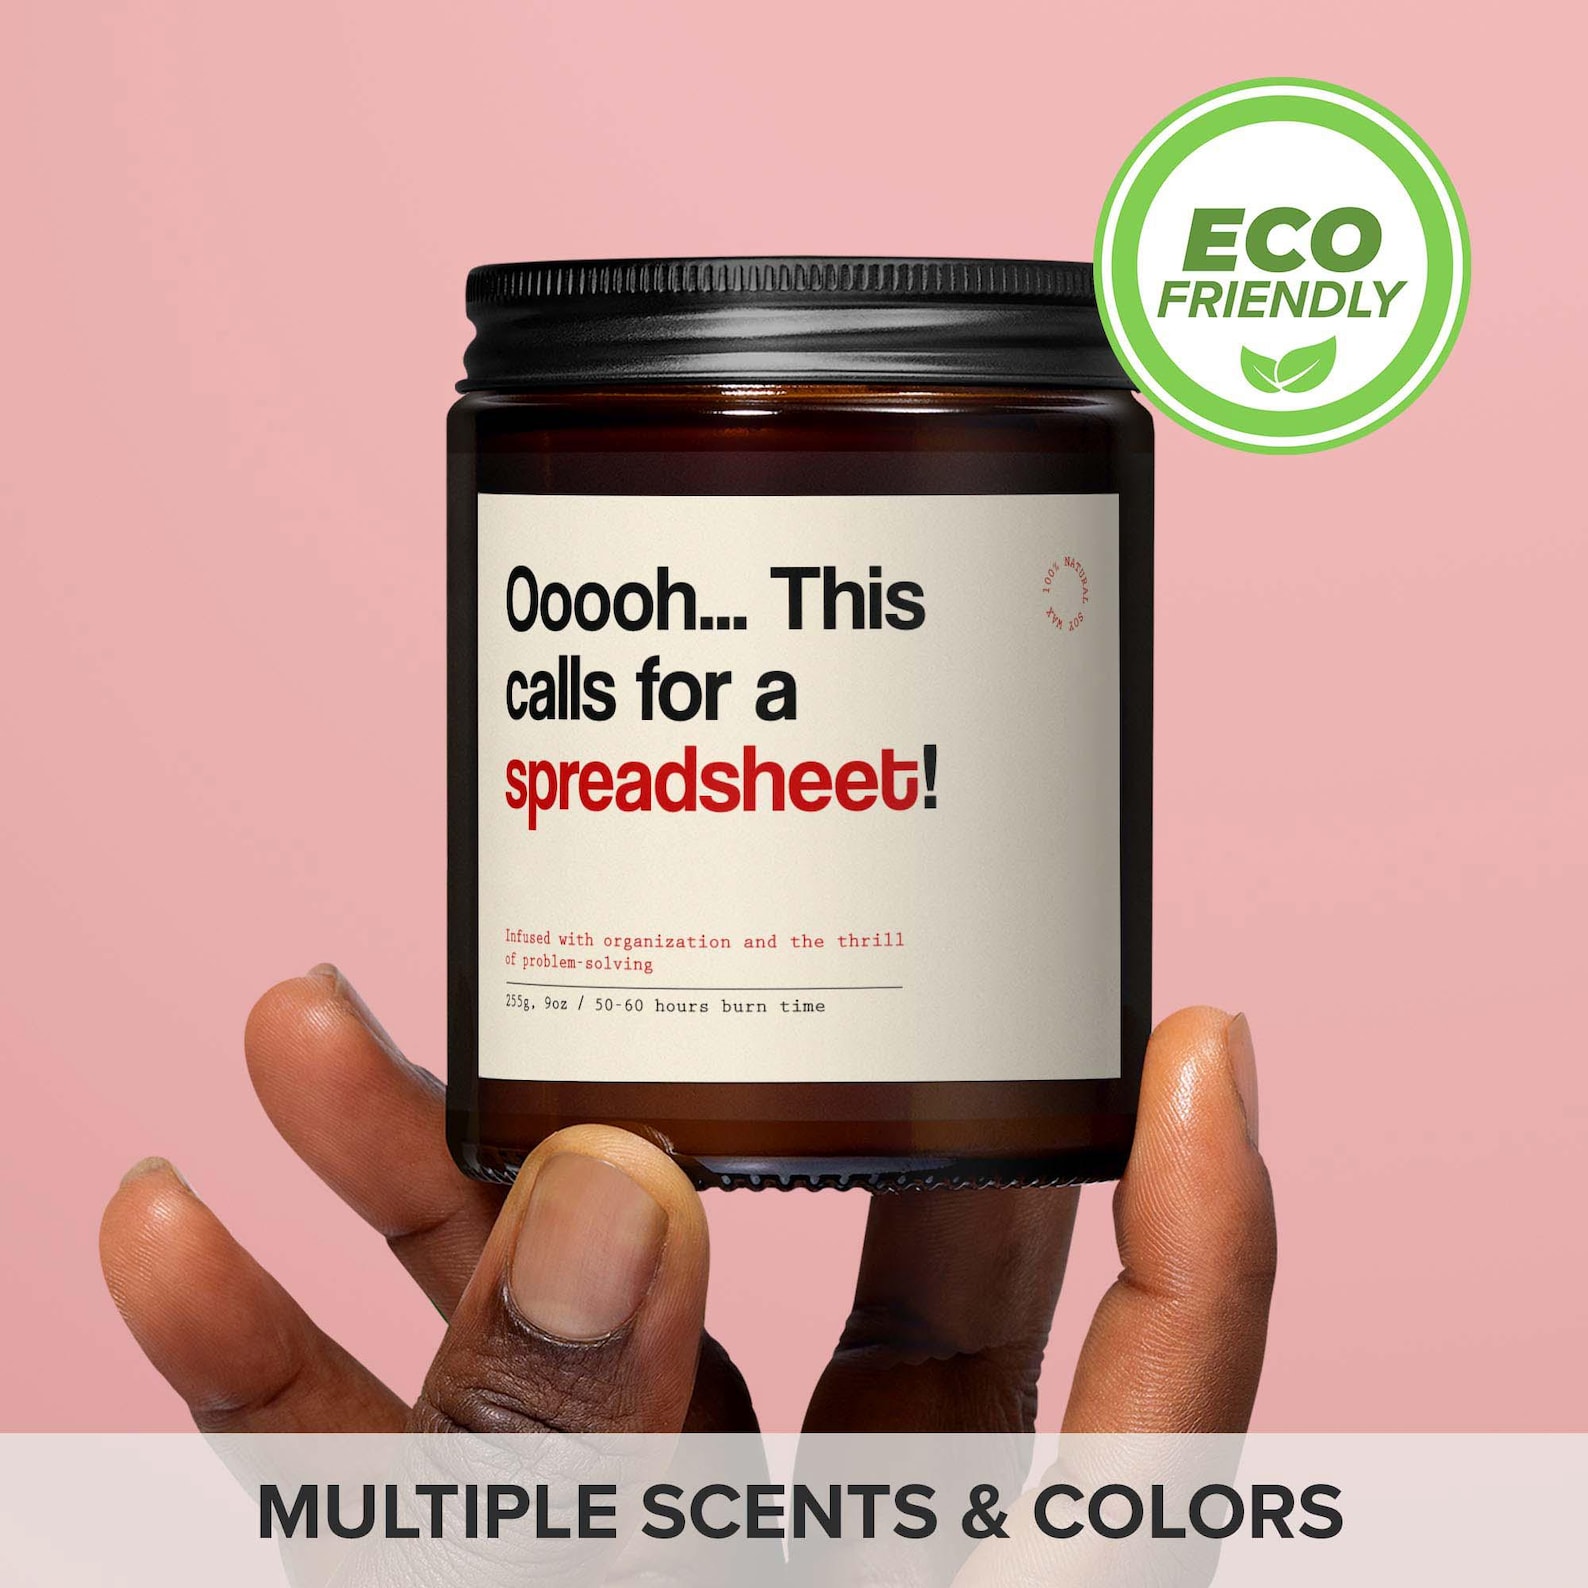 ECO
FRIENDLY
Ooooh... This
calls for a
spreadsheet!
100% NATURAL SOY WAX
Infused with organization and the thrill
of problem-solving
255g, 9oz / 50-60 hours burn time
MULTIPLE SCENTS & COLORS